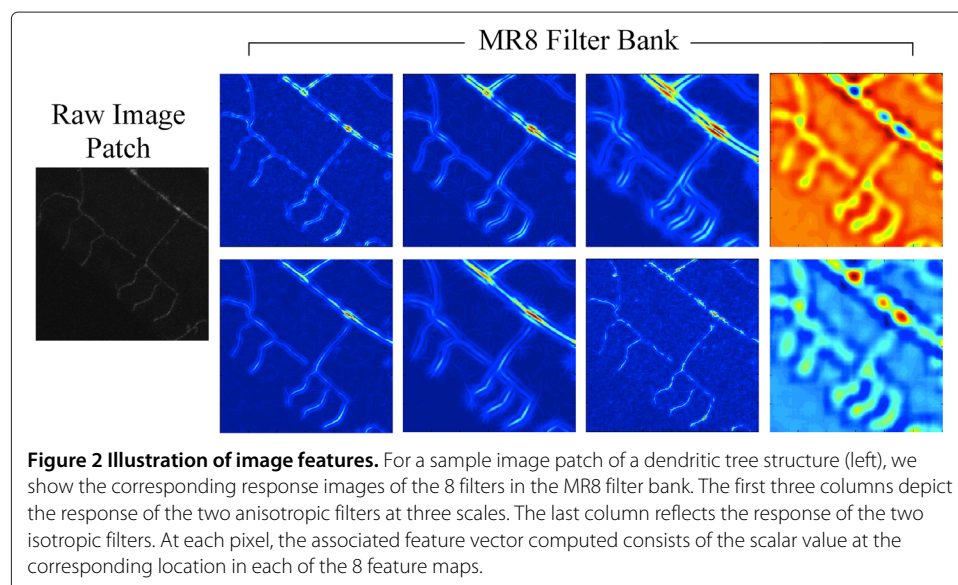 MR8 Filter Bank
Raw Image
Patch
Figure 2 Illustration of image features. For a sample image patch of a dendritic tree structure (left), we
show the corresponding response images of the 8 filters in the MR8 filter bank. The first three columns depict
the response of the two anisotropic filters at three scales. The last column reflects the response of the two
isotropic filters. At each pixel, the associated feature vector computed consists of the scalar value at the
corresponding location in each of the 8 feature maps.